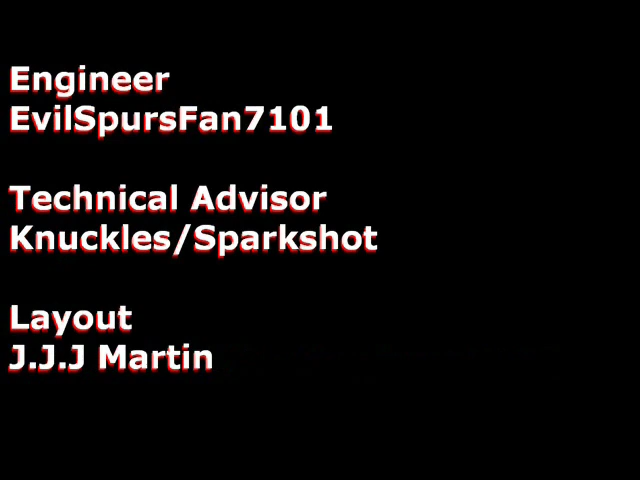 Engineer
EvilSpursFan7101
Technical Advisor
Knuckles/Sparkshot
Layout
J.J.J Martin